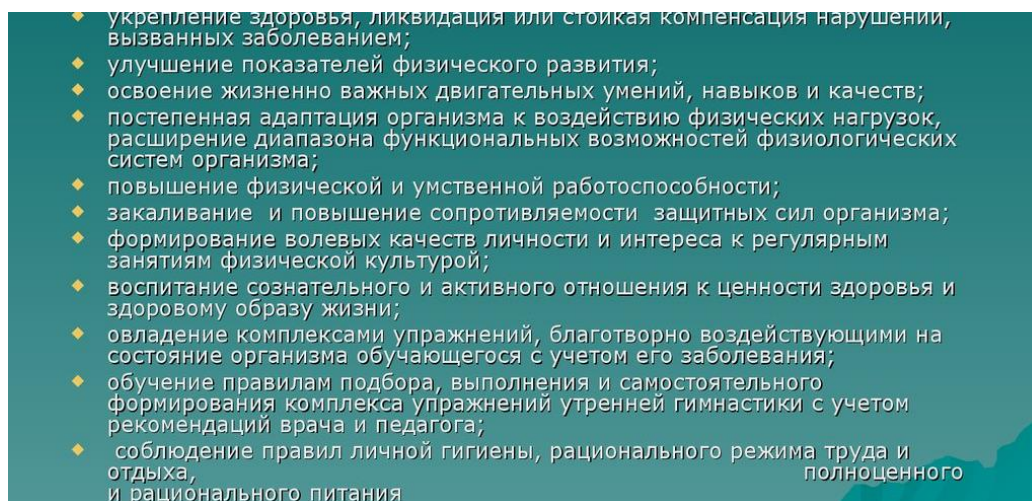 укрепление здоровья, ликвидация или стойкая компенсация нарушений,
вызванных заболеванием;
улучшение показателей физического развития;
освоение жизненно важных двигательных умений, навыков и качеств;
постепенная адаптация организма к воздействию физических нагрузок,
расширение диапазона функциональных возможностей физиологических
систем организма;
повышение физической и умственной работоспособности;
закаливание и повышение сопротивляемости защитных сил организма;
формирование волевых качеств личности и интереса к регулярным
занятиям физической культурой;
воспитание сознательного и активного отношения к ценности здоровья и
здоровому образу жизни;
овладение комплексами упражнений, благотворно воздействующими на
состояние организма обучающегося с учетом его заболевания;
обучение правилам подбора, выполнения и самостоятельного
формирования комплекса упражнений утренней гимнастики с учетом
рекомендаций врача и педагога;
соблюдение правил личной гигиены, рационального режима труда и
отдыха, полноценного
и рационального питания